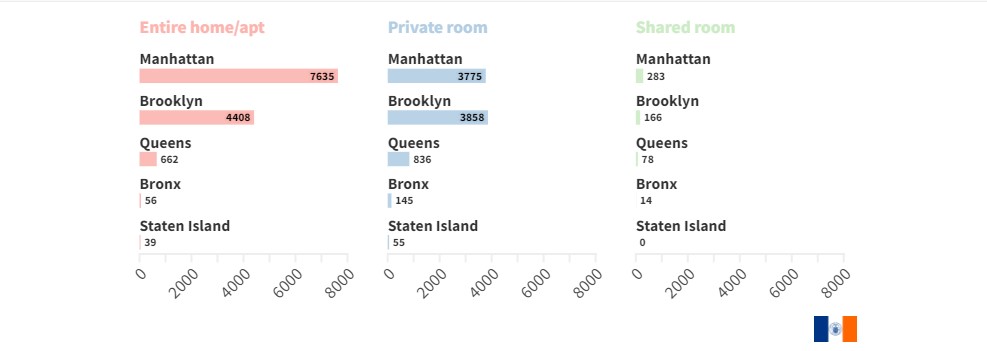 Entire home/apt
Manhattan
7635
Brooklyn
4408
Queens
662
Bronx
56
Staten Island
39
0 2000 4000 6000 8000
Private room
Manhattan
3775
Brooklyn
3858
Queens
836
Bronx
145
Staten Island
55
0 2000 4000 6000 8000
Shared room
Manhattan
283
Brooklyn
166
Queens
78
Bronx
14
Staten Island
0
0 2000 4000 6000 8000